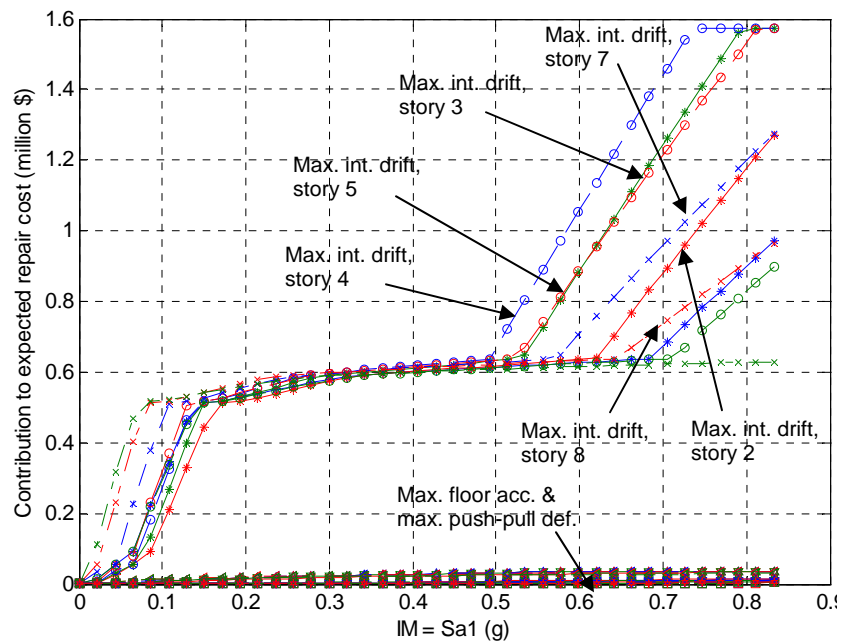 1.6
1.4
1.2
1
0.8
0.6
0.4
0.2
0
Contribution to expected repair cost (million $)
Max. int. drift,
story 7
Max. int. drift,
story 3
Max. int. drift,
story 5
Max. int. drift,
story 4
Max. int. drift,
story 8
Max. int. drift,
story 2
Max. floor acc. &
max. push-pull def.
0 0.1 0.2 0.3 0.4 0.5 0.6 0.7 0.8 0.9
IM = Sa1 (g)